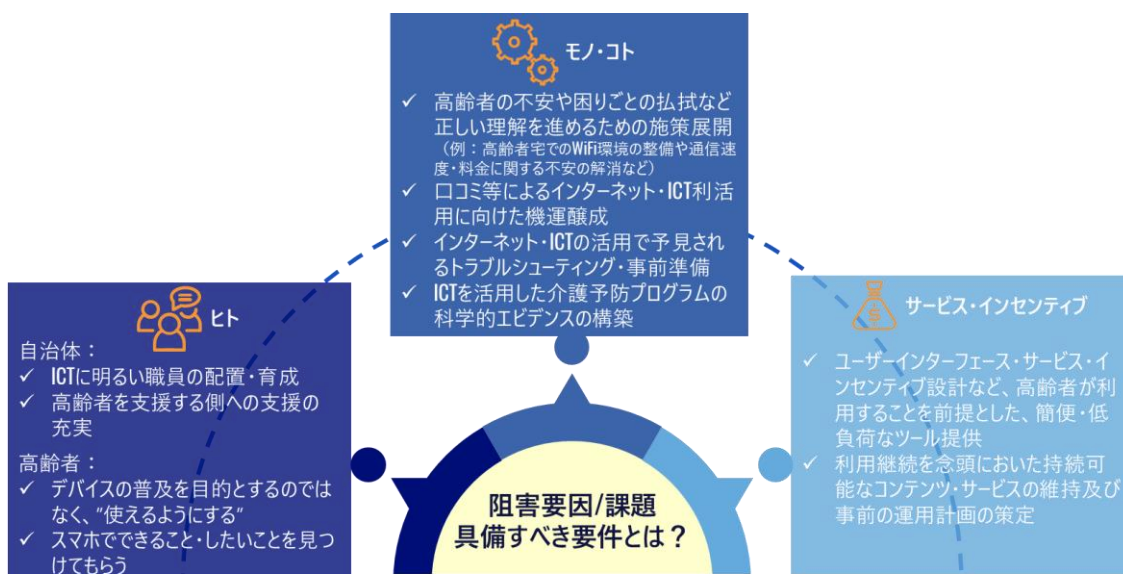 モノ・コト
✓ 高齢者の不安や困りごとの払拭など
正しい理解を進めるための施策展開
（例：高齢者宅でのWiFi環境の整備や通信速
度・料金に関する不安の解消など）
✓ 口コミ等によるインターネット・ICT利活
用に向けた機運醸成
✓ インターネット・ICTの活用で予見され
るトラブルシューティング・事前準備
✓ ICTを活用した介護予防プログラムの
科学的エビデンスの構築
ヒト
自治体：
✓ ICTに明るい職員の配置・育成
✓ 高齢者を支援する側への支援の
充実
高齢者：
✓ デバイスの普及を目的とするのでは
なく、”使えるようにする”
✓ スマホでできること・したいことを見つ
けてもらう
サービス・インセンティブ
✓ ユーザーインターフェース・サービス・イ
ンセンティブ設計など、高齢者が利
用することを前提とした、簡便・低
負荷なツール提供
✓ 利用継続を念頭においた持続可
能なコンテンツ・サービスの維持及び
事前の運用計画の策定
阻害要因/課題
具備すべき要件とは？